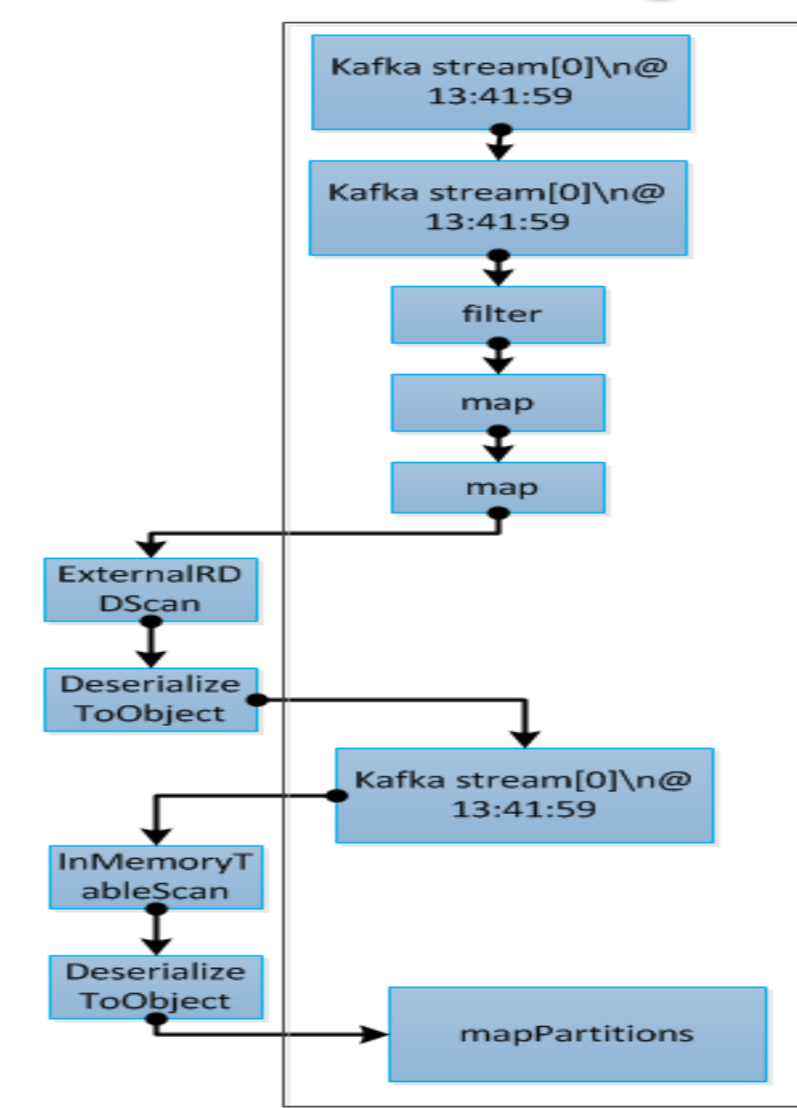 Kafka stream[0]\n@
13:41:59
Kafka stream[0]\n@
13:41:59
filter
map
map
ExternalRD
DScan
Deserialize
ToObject
Kafka stream[0]\n@
13:41:59
InMemoryT
ableScan
Deserialize
ToObject
mapPartitions